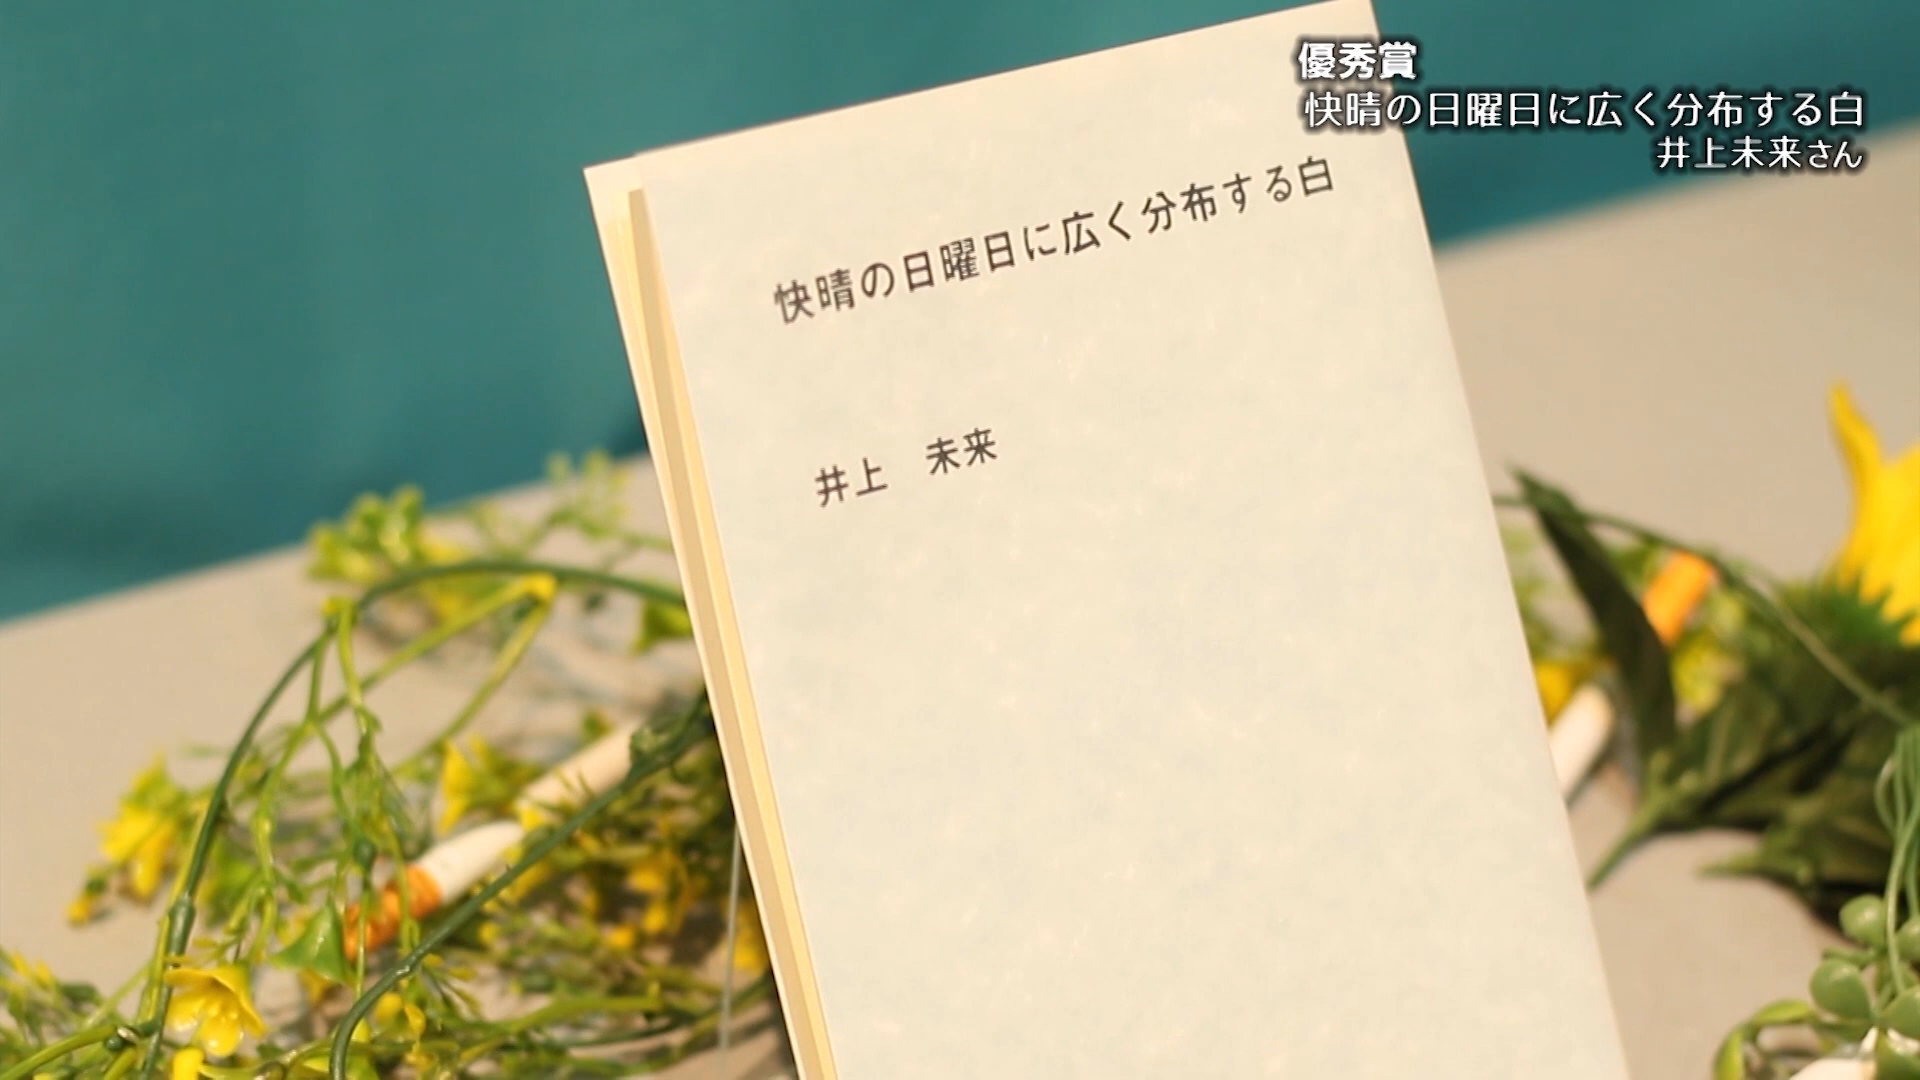 優秀賞
快晴の日曜日に広く分布する白
井上未来さん
快晴の日曜日に広く分布する白
井上 未来